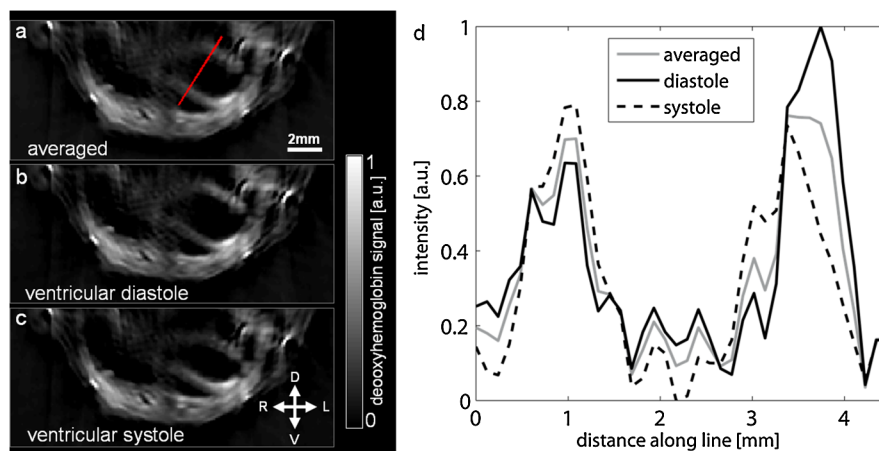 a
averaged
2mm
b
ventricular diastole
c
ventricular systole
D
R
L
V
1
deooxyhemoglobin signal [a.u.]
0
d
averaged
diastole
systole
1
0.8
0.6
0.4
0.2
0
intensity [a.u.]
0
1
2
3
4
distance along line [mm]